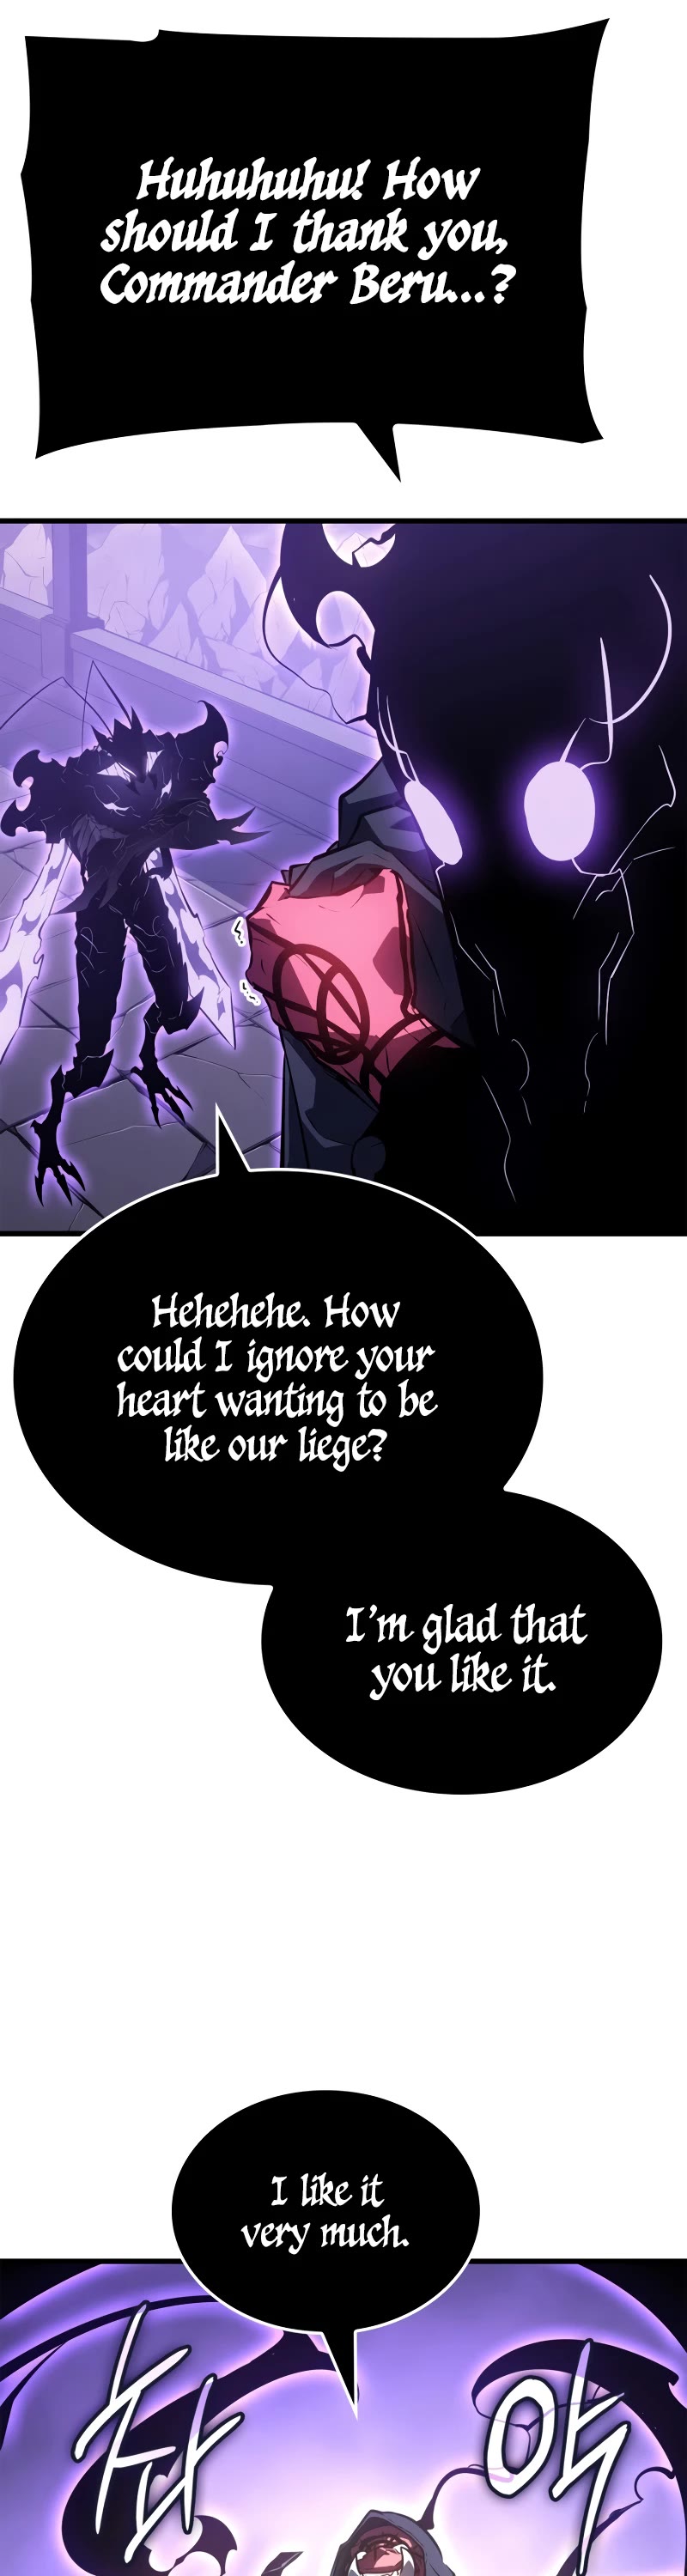 Huhuhuhu! How
should I thank you,
Commander Beru...?
Hehehehe. How
could I ignore your
heart wanting to be
like our liege?
I'm glad that
you like it.
I like it
very much.